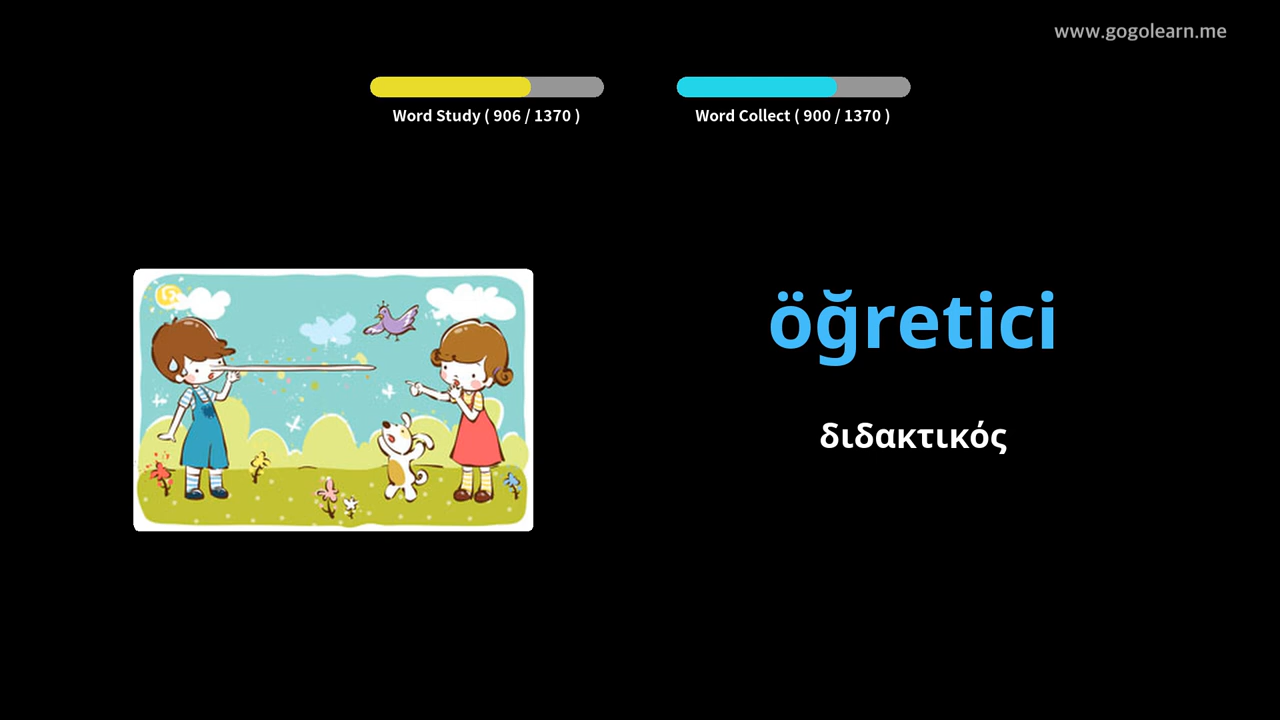 www.gogolearn.me
Word Study ( 906 / 1370 )
Word Collect ( 900 / 1370 )
öğretici
διδακτικός